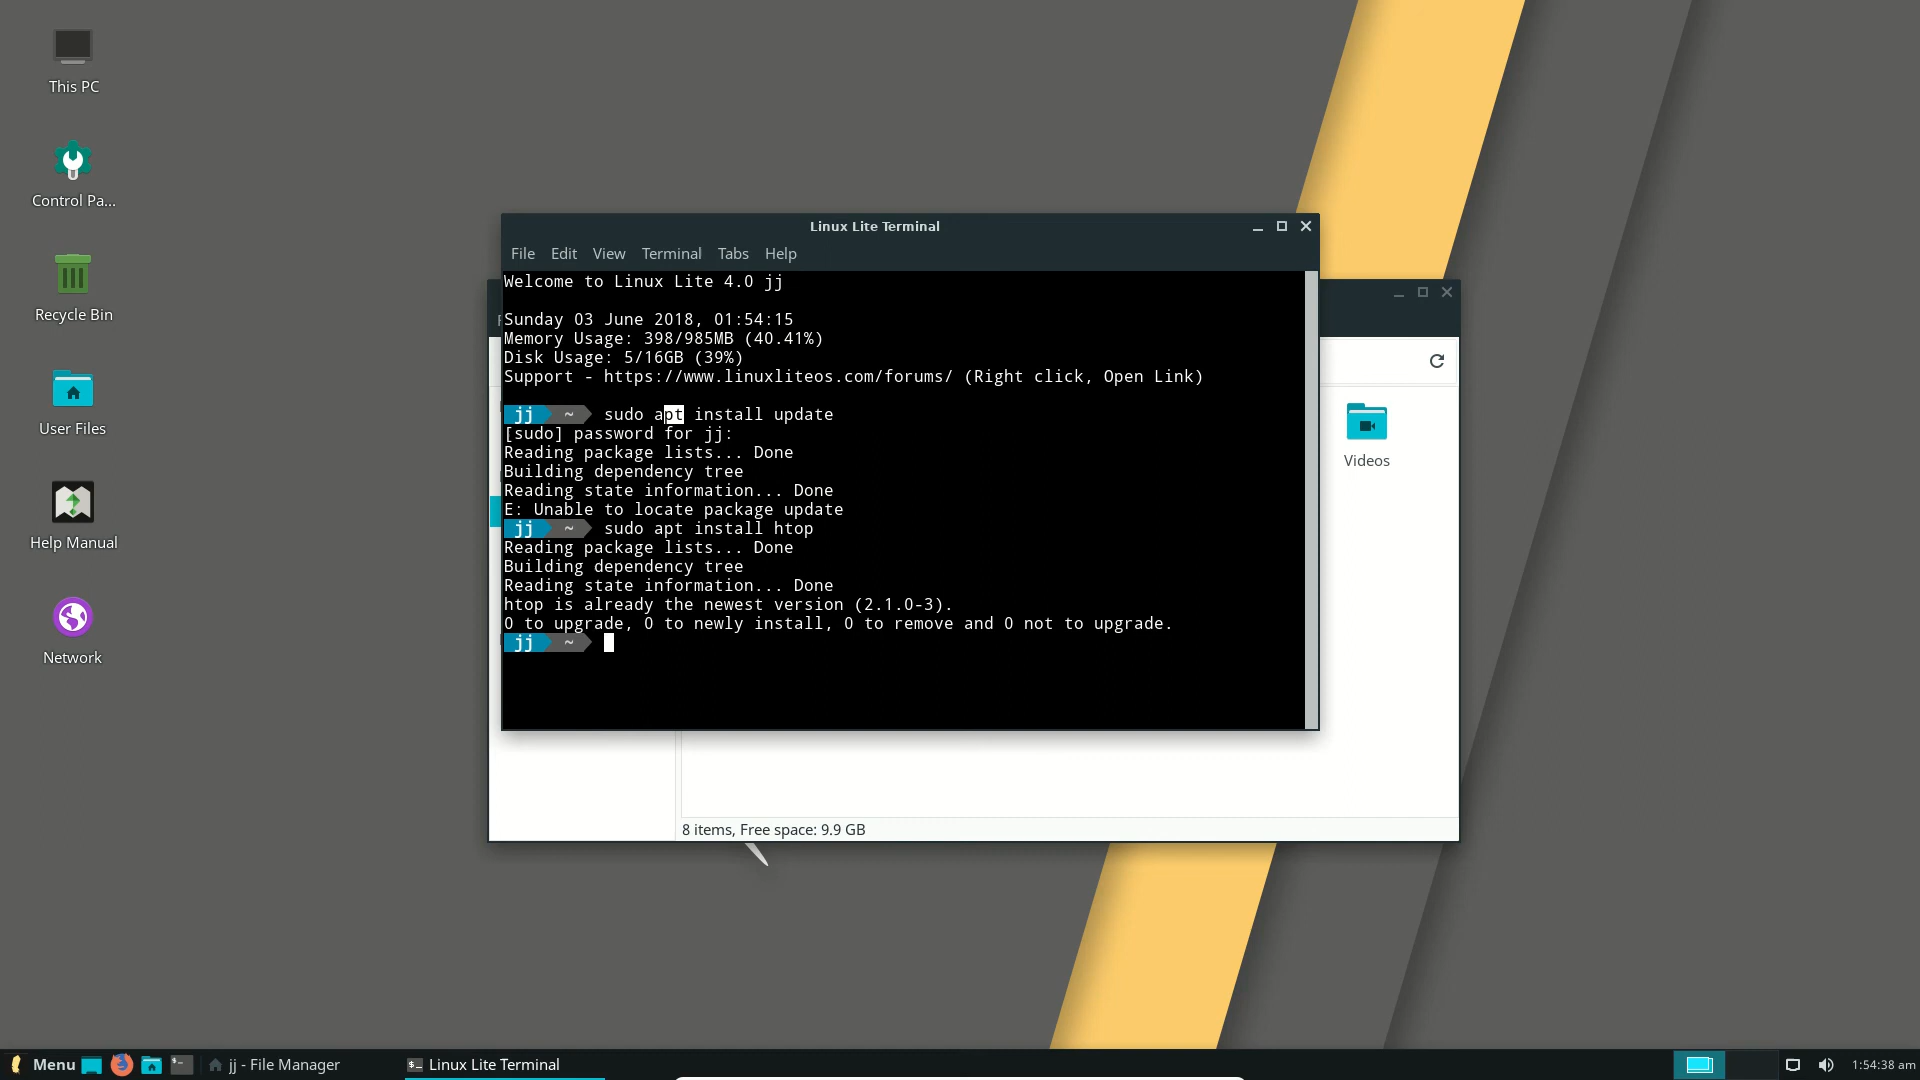 This PC
Control Pa...
Recycle Bin
User Files
Help Manual
Network
Linux Lite Terminal
File Edit View Terminal Tabs Help
Welcome to Linux Lite 4.0 jj
Sunday 03 June 2018, 01:54:15
Memory Usage: 398/985MB (40.41%)
Disk Usage: 5/16GB (39%)
Support - https://www.linuxliteos.com/forums/ (Right click, Open Link)
jj ~ sudo apt install update
[sudo] password for jj:
Reading package lists... Done
Building dependency tree
Reading state information... Done
E: Unable to locate package update
jj ~ sudo apt install htop
Reading package lists... Done
Building dependency tree
Reading state information... Done
htop is already the newest version (2.1.0-3).
0 to upgrade, 0 to newly install, 0 to remove and 0 not to upgrade.
jj ~
Videos
8 items, Free space: 9.9 GB
Menu
jj - File Manager
Linux Lite Terminal
1:54:38 am